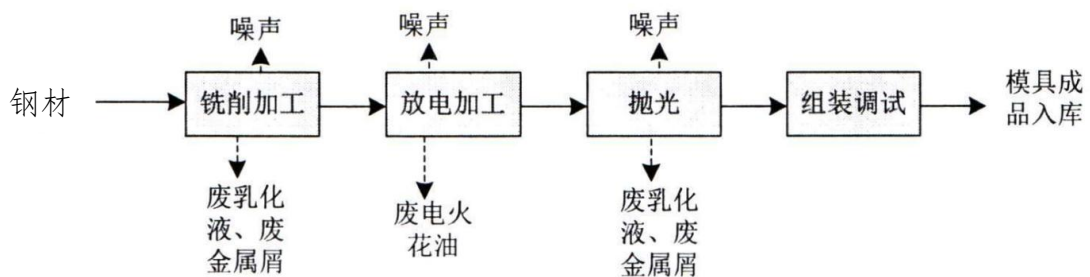 噪声
噪声
噪声
钢材
铣削加工
放电加工
抛光
组装调试
模具成
品入库
废乳化
液、废
金属屑
废电火
花油
废乳化
液、废
金属屑